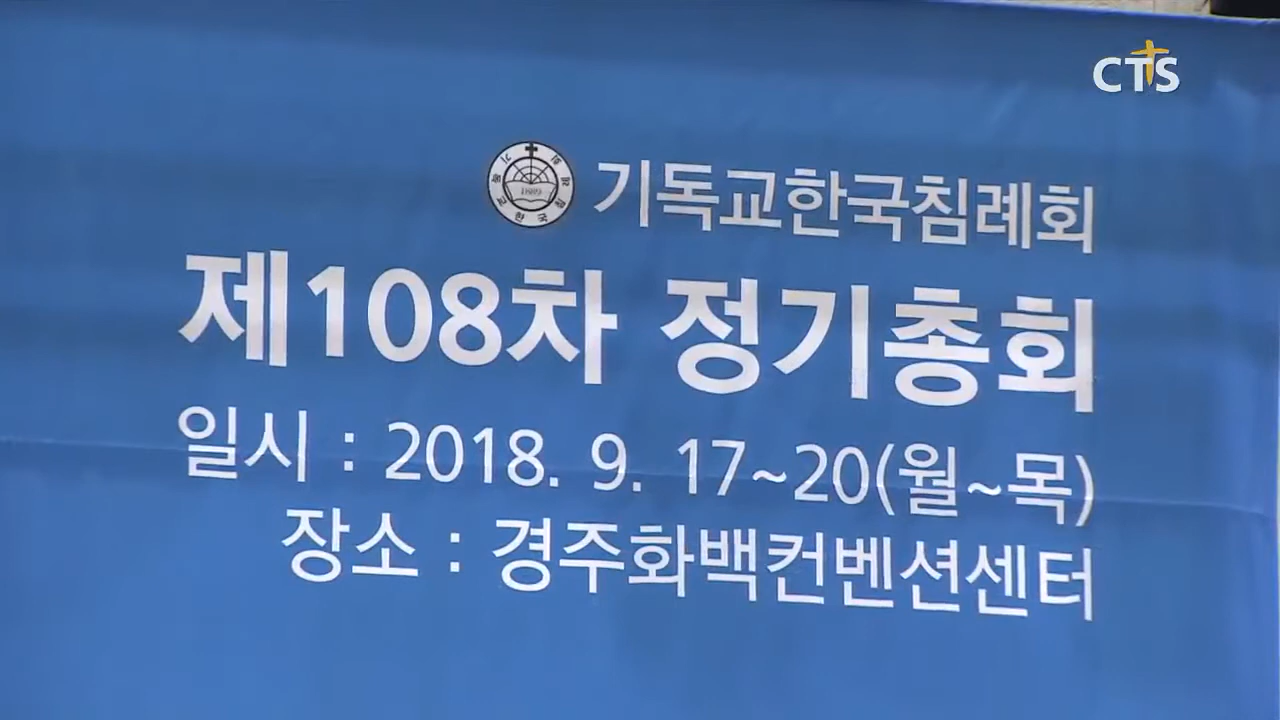 CTS
기독교한국침례회
제108차 정기총회
일시 : 2018. 9. 17~20(월~목)
장소 : 경주화백컨벤션센터